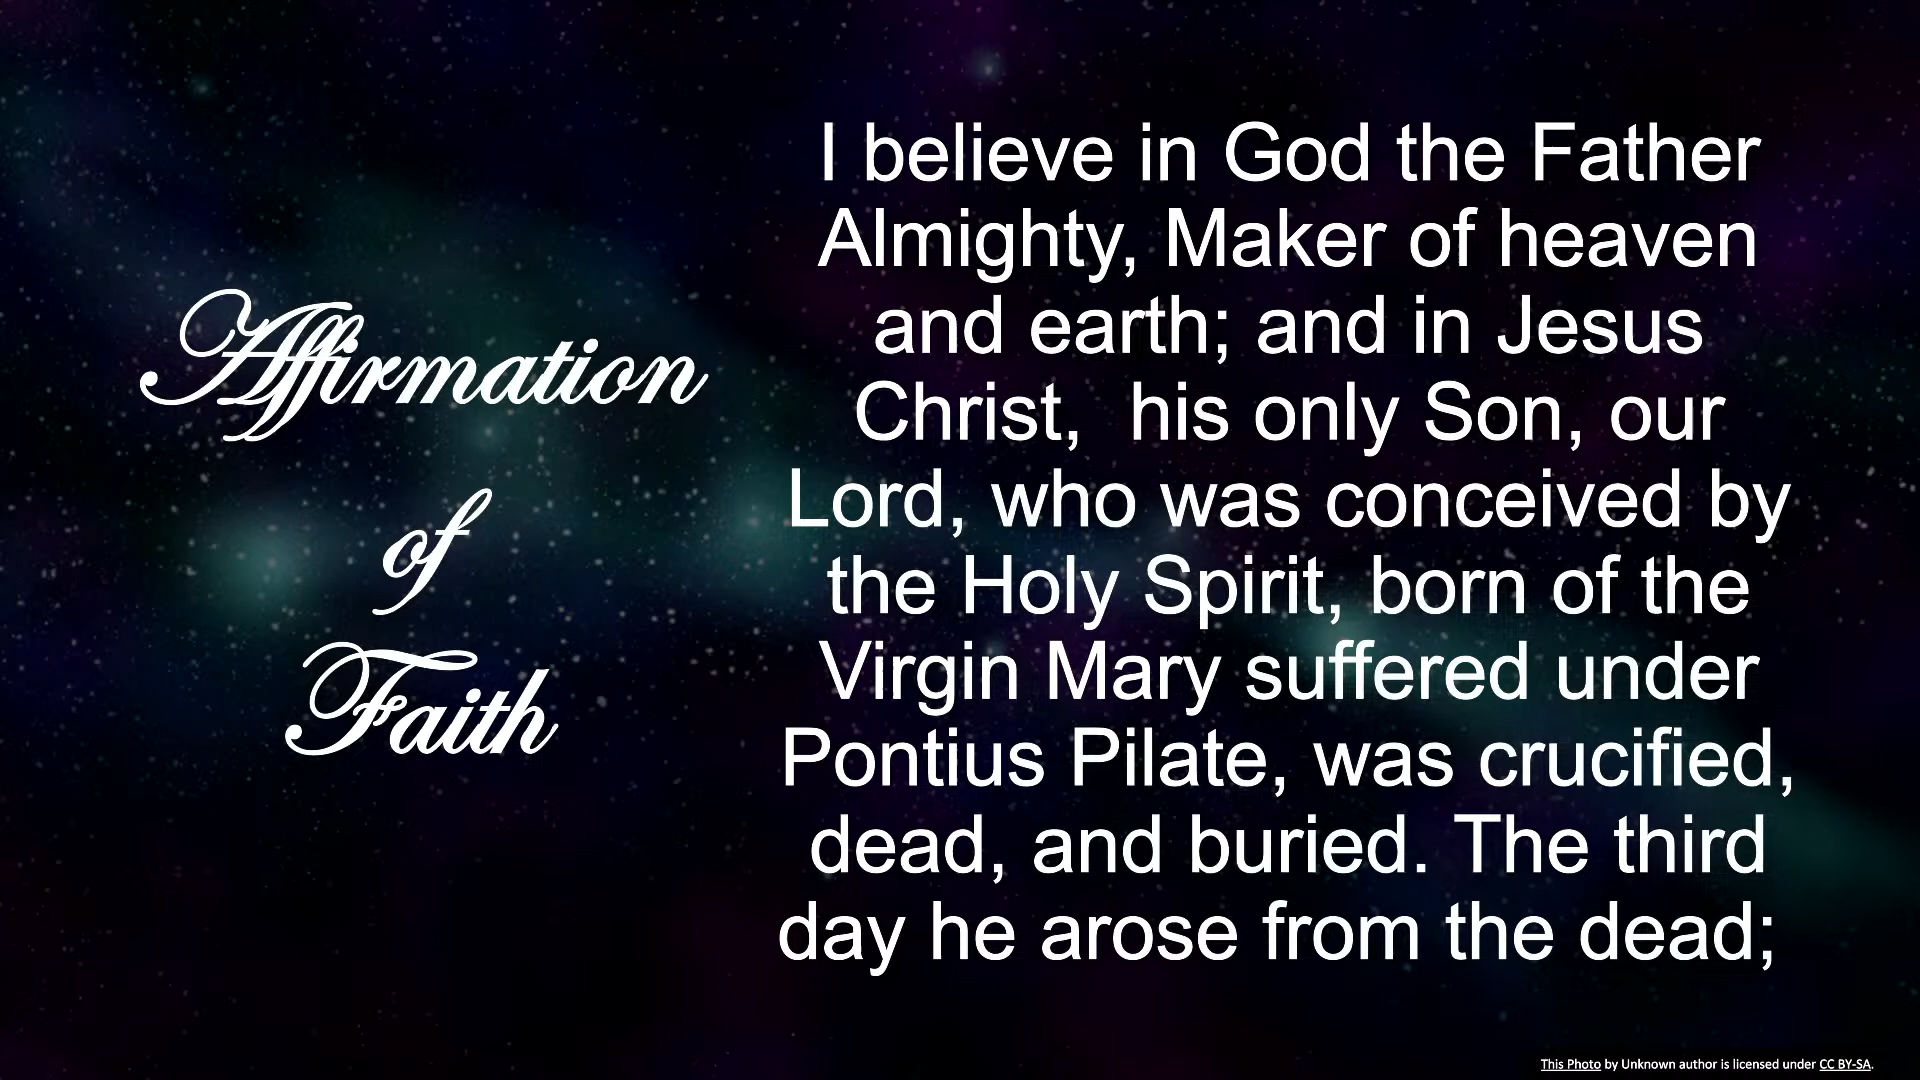 Affirmation
of
Faith
I believe in God the Father
Almighty, Maker of heaven
and earth; and in Jesus
Christ,  his only Son, our
Lord, who was conceived by
the Holy Spirit, born of the
Virgin Mary suffered under
Pontius Pilate, was crucified,
dead, and buried. The third
day he arose from the dead;
This Photo by Unknown author is licensed under CC BY-SA.